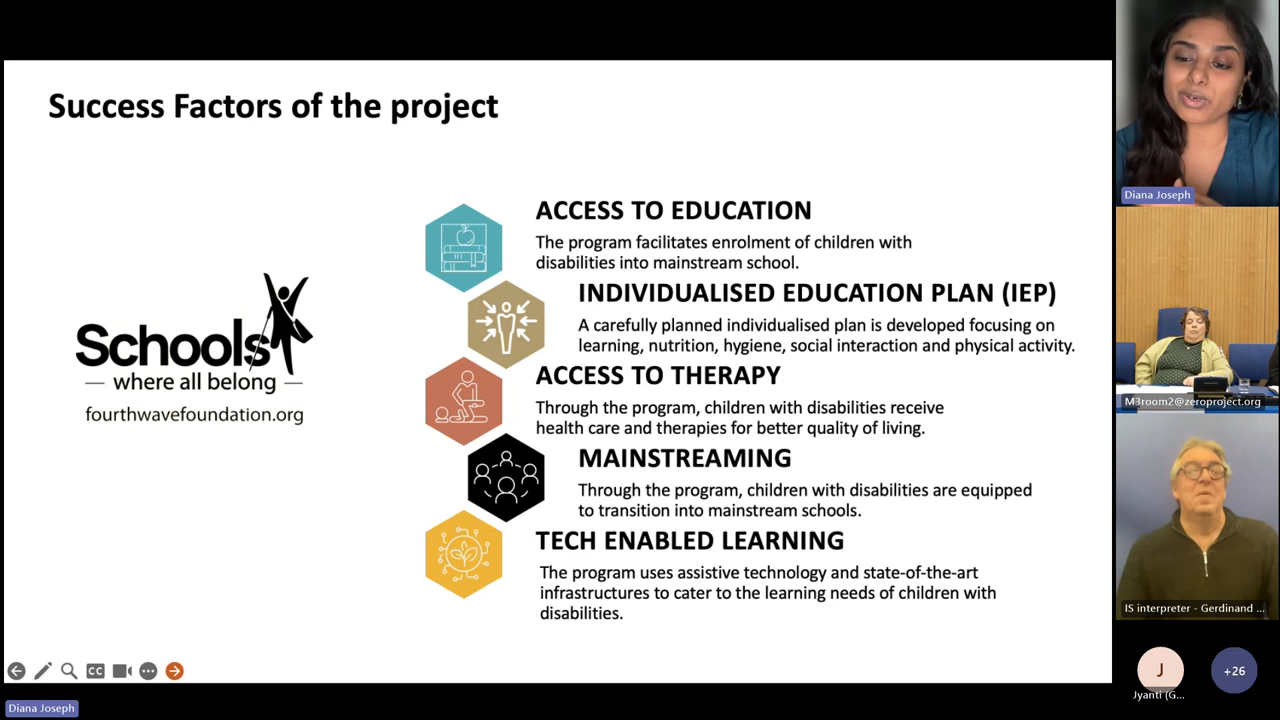 Success Factors of the project
Schools
— where all belong —
fourthwavefoundation.org
ACCESS TO EDUCATION
The program facilitates enrolment of children with
disabilities into mainstream school.
INDIVIDUALISED EDUCATION PLAN (IEP)
A carefully planned individualised plan is developed focusing on
learning, nutrition, hygiene, social interaction and physical activity.
ACCESS TO THERAPY
Through the program, children with disabilities receive
health care and therapies for better quality of living.
MAINSTREAMING
Through the program, children with disabilities are equipped
to transition into mainstream schools.
TECH ENABLED LEARNING
The program uses assistive technology and state-of-the-art
infrastructures to cater to the learning needs of children with
disabilities.
CC
Diana Joseph
Diana Joseph
M3room2@zeroproject.org
IS interpreter - Gerdinand ...
J
Jyanti (G...
+26